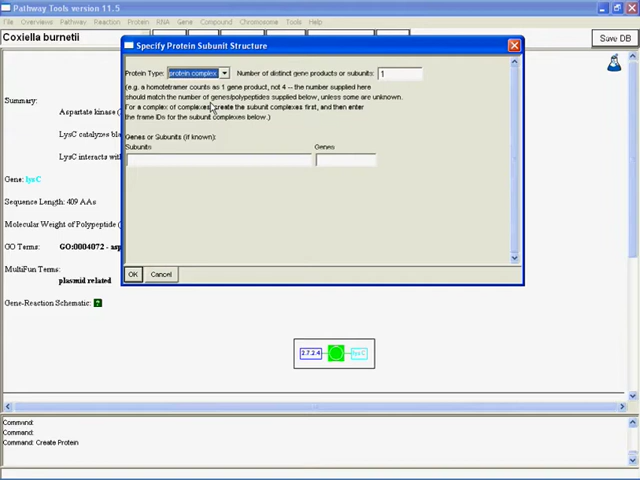 Pathway Tools version 11.5
File Overviews Pathway Reaction Protein RNA Gene Compound Chromosome Tools Help
Coxiella burnetii
Save DB
Specify Protein Subunit Structure
Protein Type: protein complex Number of distinct gene products or subunits: 1
(e.g. a homotetramer counts as 1 gene product, not 4 -- the number supplied here
should match the number of genes/polypeptides supplied below, unless some are unknown.
For a complex of complexes, create the subunit complexes first, and then enter
the frame IDs for the subunit complexes below.)
Genes or Subunits (if known):
Subunits Genes
OK Cancel
Summary:
Aspartate kinase (
LysC catalyzes bla
LysC interacts with
Gene: lysC
Sequence Length: 409 AAs
Molecular Weight of Polypeptide (
GO Terms: GO:0004072 - asp
MultiFun Terms:
plasmid related
Gene-Reaction Schematic: ?
2.7.2.4 lysC
Command:
Command:
Command: Create Protein